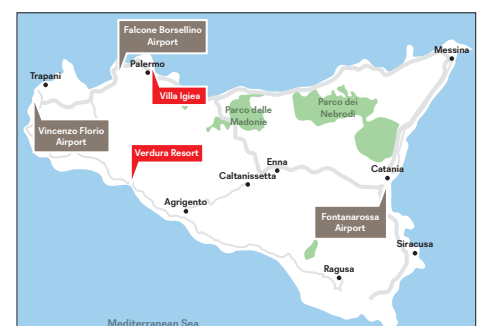 Falcone Borsellino
Airport
Messina
Palermo
Trapani
Villa Igiea
Parco dei
Nebrodi
Parco delle
Madonie
Vincenzo Florio
Airport
Verdura Resort
Enna
Catania
Caltanissetta
Agrigento
Fontanarossa
Airport
Siracusa
Ragusa
Mediterranean Sea